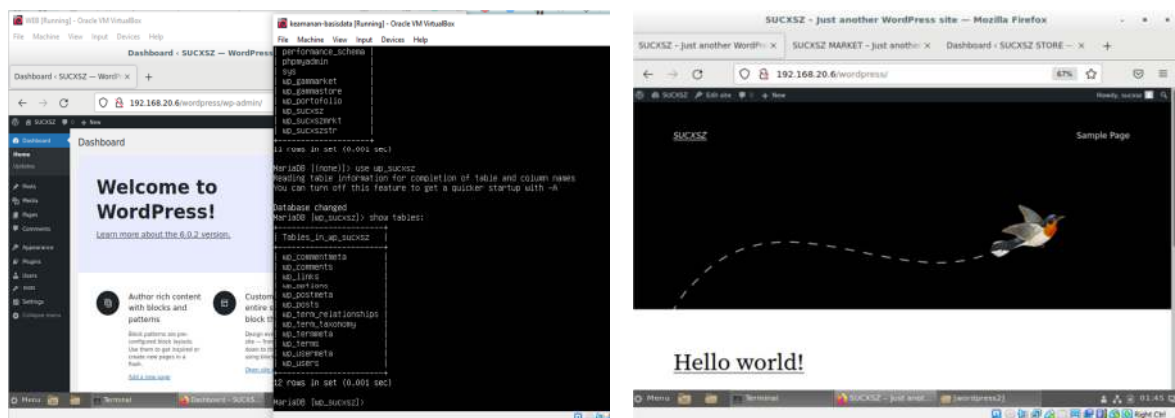 WEB [Running] - Oracle VM VirtualBox
File Machine View Input Devices Help
Dashboard ‹ SUCXSZ — WordPress
Dashboard ‹ SUCXSZ — WordPr × +
192.168.20.6/wordpress/wp-admin/
SUCXSZ 0 + New
Dashboard
Home
Updates
Posts
Media
Pages
Comments
Appearance
Plugins
Users
Tools
Settings
Collapse menu
Dashboard
Welcome to
WordPress!
Learn more about the 6.0.2 version.
Author rich content
with blocks and
patterns
Block patterns are pre-
configured block layouts.
Use them to get inspired or
create new pages in a
flash.
Add a new page
Custom
entire s
block th
Menu Terminal Dashboard ‹ SUCXS...
keamanan-basisdata [Running] - Oracle VM VirtualBox
File Machine View Input Devices Help
| performance_schema |
| phpmyadmin |
| sys |
| wp_gammarket |
| wp_gammastore |
| wp_portofolio |
| wp_sucxsz |
| wp_sucxszmrkt |
| wp_sucxszstr |
+--------------------+
11 rows in set (0.001 sec)
MariaDB [(none)]> use wp_sucxsz
Reading table information for completion of table and column names
You can turn off this feature to get a quicker startup with -A
Database changed
MariaDB [wp_sucxsz]> show tables;
| Tables_in_wp_sucxsz |
| wp_commentmeta |
| wp_comments |
| wp_links |
| wp_options |
| wp_postmeta |
| wp_posts |
| wp_term_relationships |
| wp_term_taxonomy |
| wp_termmeta |
| wp_terms |
| wp_usermeta |
| wp_users |
12 rows in set (0.001 sec)
MariaDB [wp_sucxsz]>
SUCXSZ – Just another WordPress site — Mozilla Firefox
SUCXSZ – Just another WordPr × SUCXSZ MARKET – Just another × Dashboard ‹ SUCXSZ STORE — × +
192.168.20.6/wordpress/ 67%
SUCXSZ Edit site 0 + New Howdy, sucxsz
SUCXSZ Sample Page
Hello world!
Menu Terminal SUCXSZ – Just anot... [wordpress2] 01:45
Right Ctrl